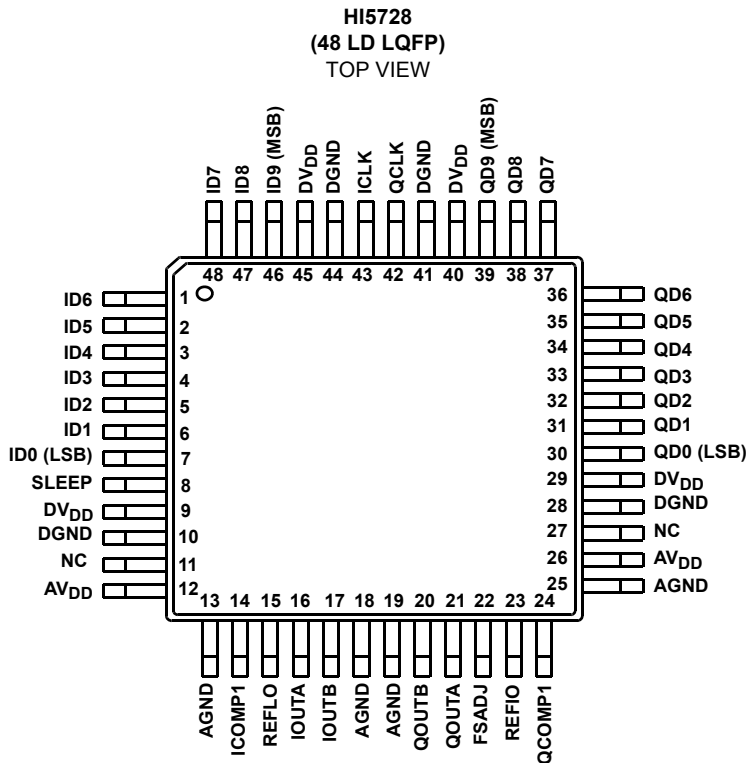 HI5728
(48 LD LQFP)
TOP VIEW
ID7
ID8
ID9 (MSB)
DVDD
DGND
ICLK
QCLK
DGND
DVDD
QD9 (MSB)
QD8
QD7
48 47 46 45 44 43 42 41 40 39 38 37
ID6 1
ID5 2
ID4 3
ID3 4
ID2 5
ID1 6
ID0 (LSB) 7
SLEEP 8
DVDD 9
DGND 10
NC 11
AVDD 12
36 QD6
35 QD5
34 QD4
33 QD3
32 QD2
31 QD1
30 QD0 (LSB)
29 DVDD
28 DGND
27 NC
26 AVDD
25 AGND
13 14 15 16 17 18 19 20 21 22 23 24
AGND
ICOMP1
REFLO
IOUTA
IOUTB
AGND
AGND
QOUTB
QOUTA
FSADJ
REFIO
QCOMP1